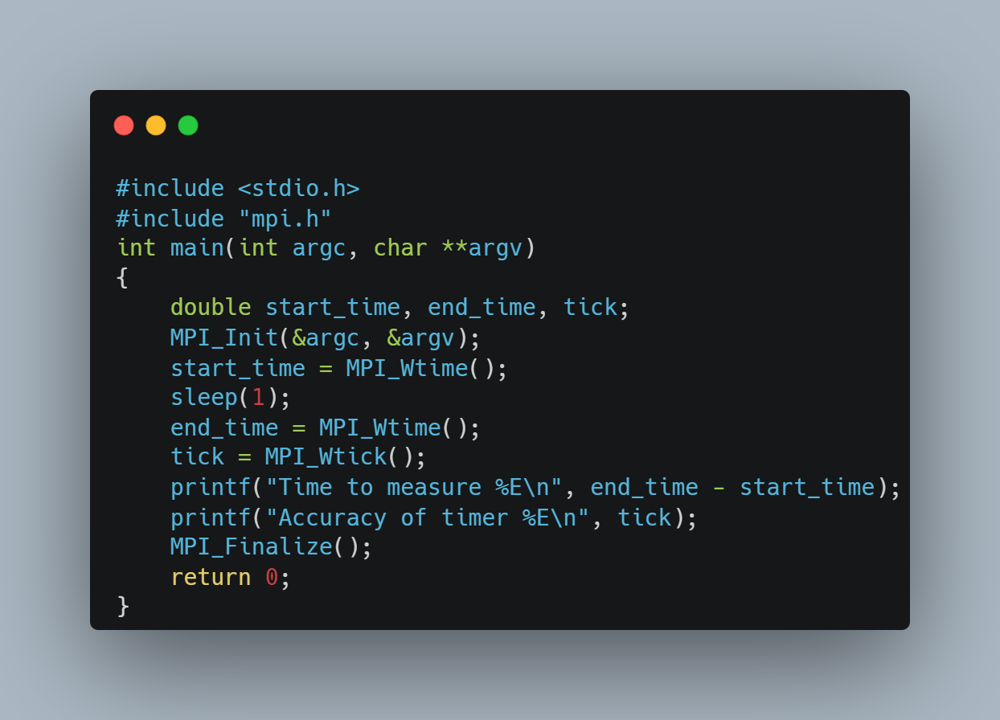 #include <stdio.h>
#include "mpi.h"
int main(int argc, char **argv)
{
    double start_time, end_time, tick;
    MPI_Init(&argc, &argv);
    start_time = MPI_Wtime();
    sleep(1);
    end_time = MPI_Wtime();
    tick = MPI_Wtick();
    printf("Time to measure %E\n", end_time - start_time);
    printf("Accuracy of timer %E\n", tick);
    MPI_Finalize();
    return 0;
}